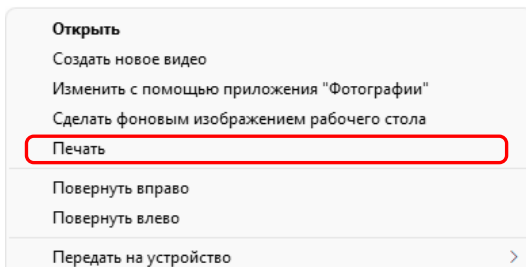 Открыть
Создать новое видео
Изменить с помощью приложения "Фотографии"
Сделать фоновым изображением рабочего стола
Печать
Повернуть вправо
Повернуть влево
Передать на устройство